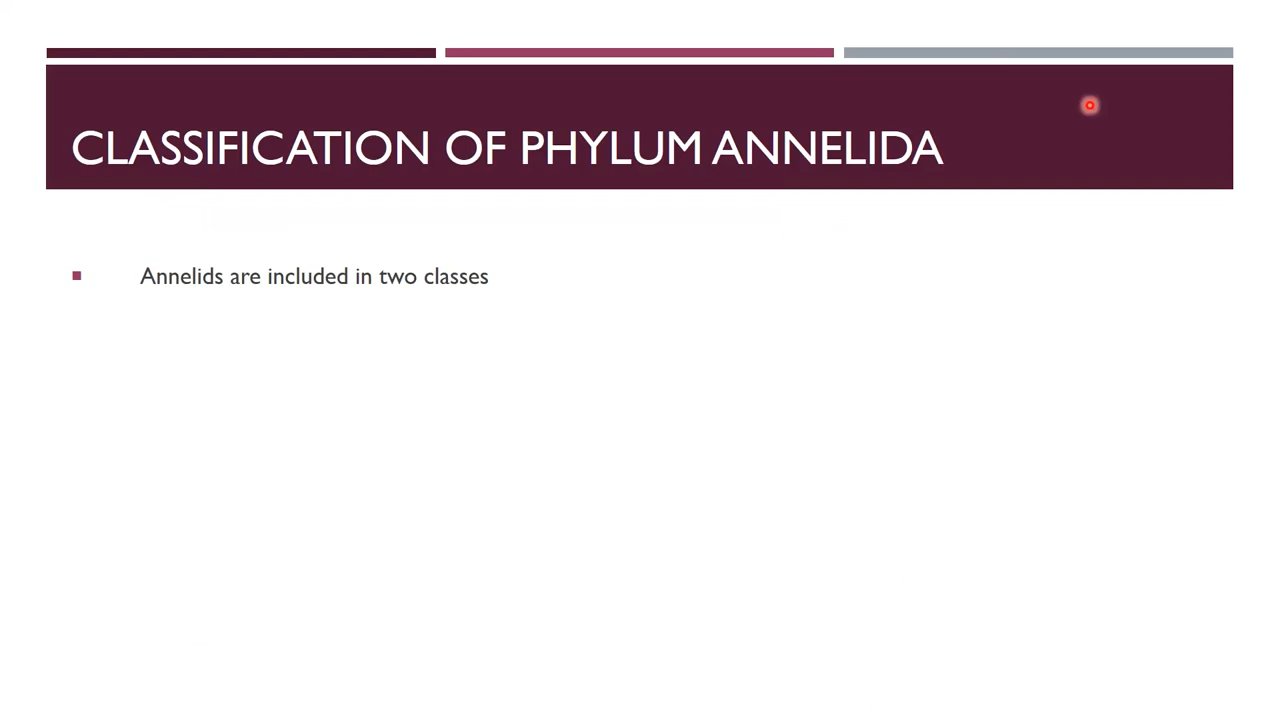 CLASSIFICATION OF PHYLUM ANNELIDA
Annelids are included in two classes